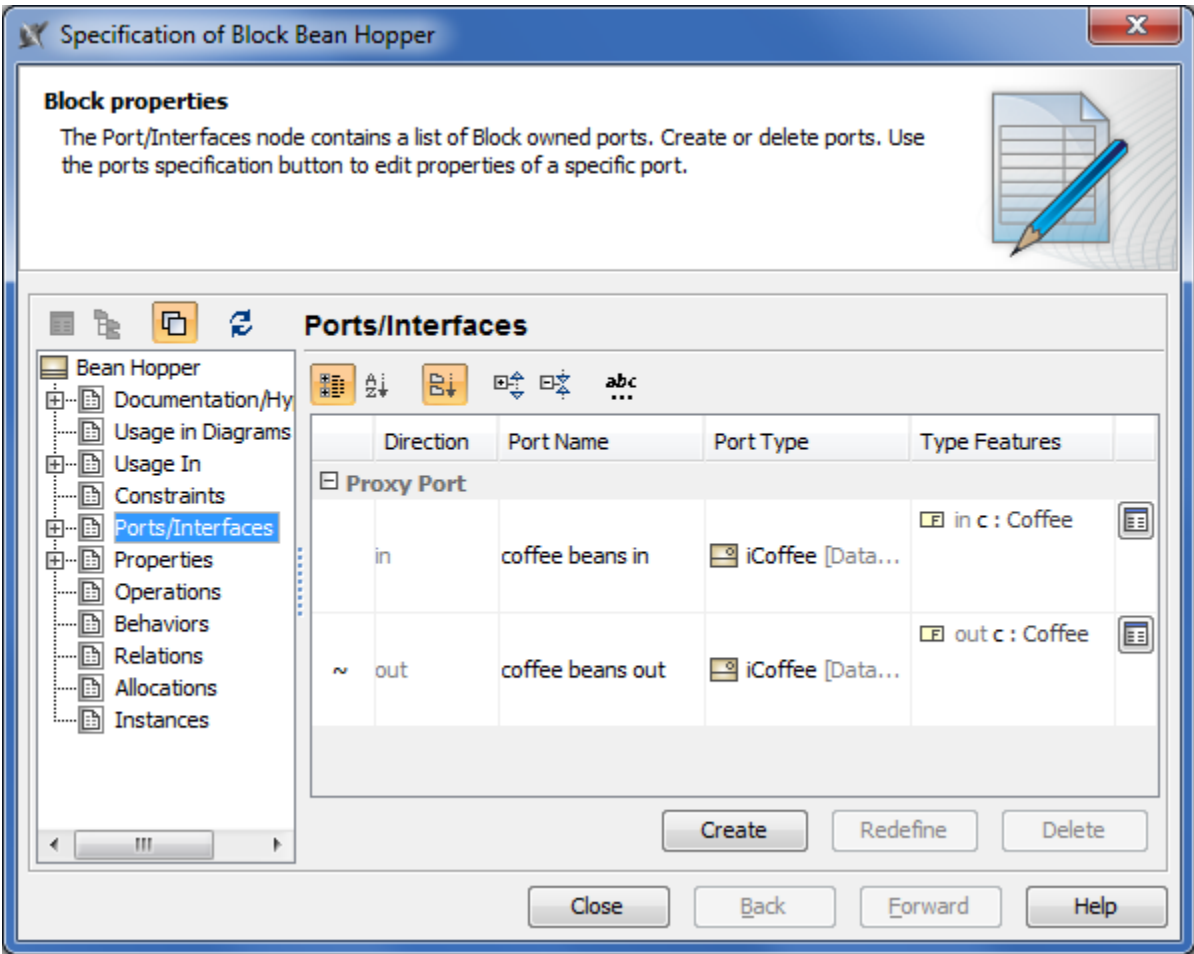 Specification of Block Bean Hopper
Block properties
The Port/Interfaces node contains a list of Block owned ports. Create or delete ports. Use
the ports specification button to edit properties of a specific port.
Ports/Interfaces
Bean Hopper
Documentation/Hy
Usage in Diagrams
Usage In
Constraints
Ports/Interfaces
Properties
Operations
Behaviors
Relations
Allocations
Instances
abc
Direction Port Name Port Type Type Features
Proxy Port
in coffee beans in iCoffee [Data... in c : Coffee
~ out coffee beans out iCoffee [Data... out c : Coffee
Create Redefine Delete
Close Back Forward Help